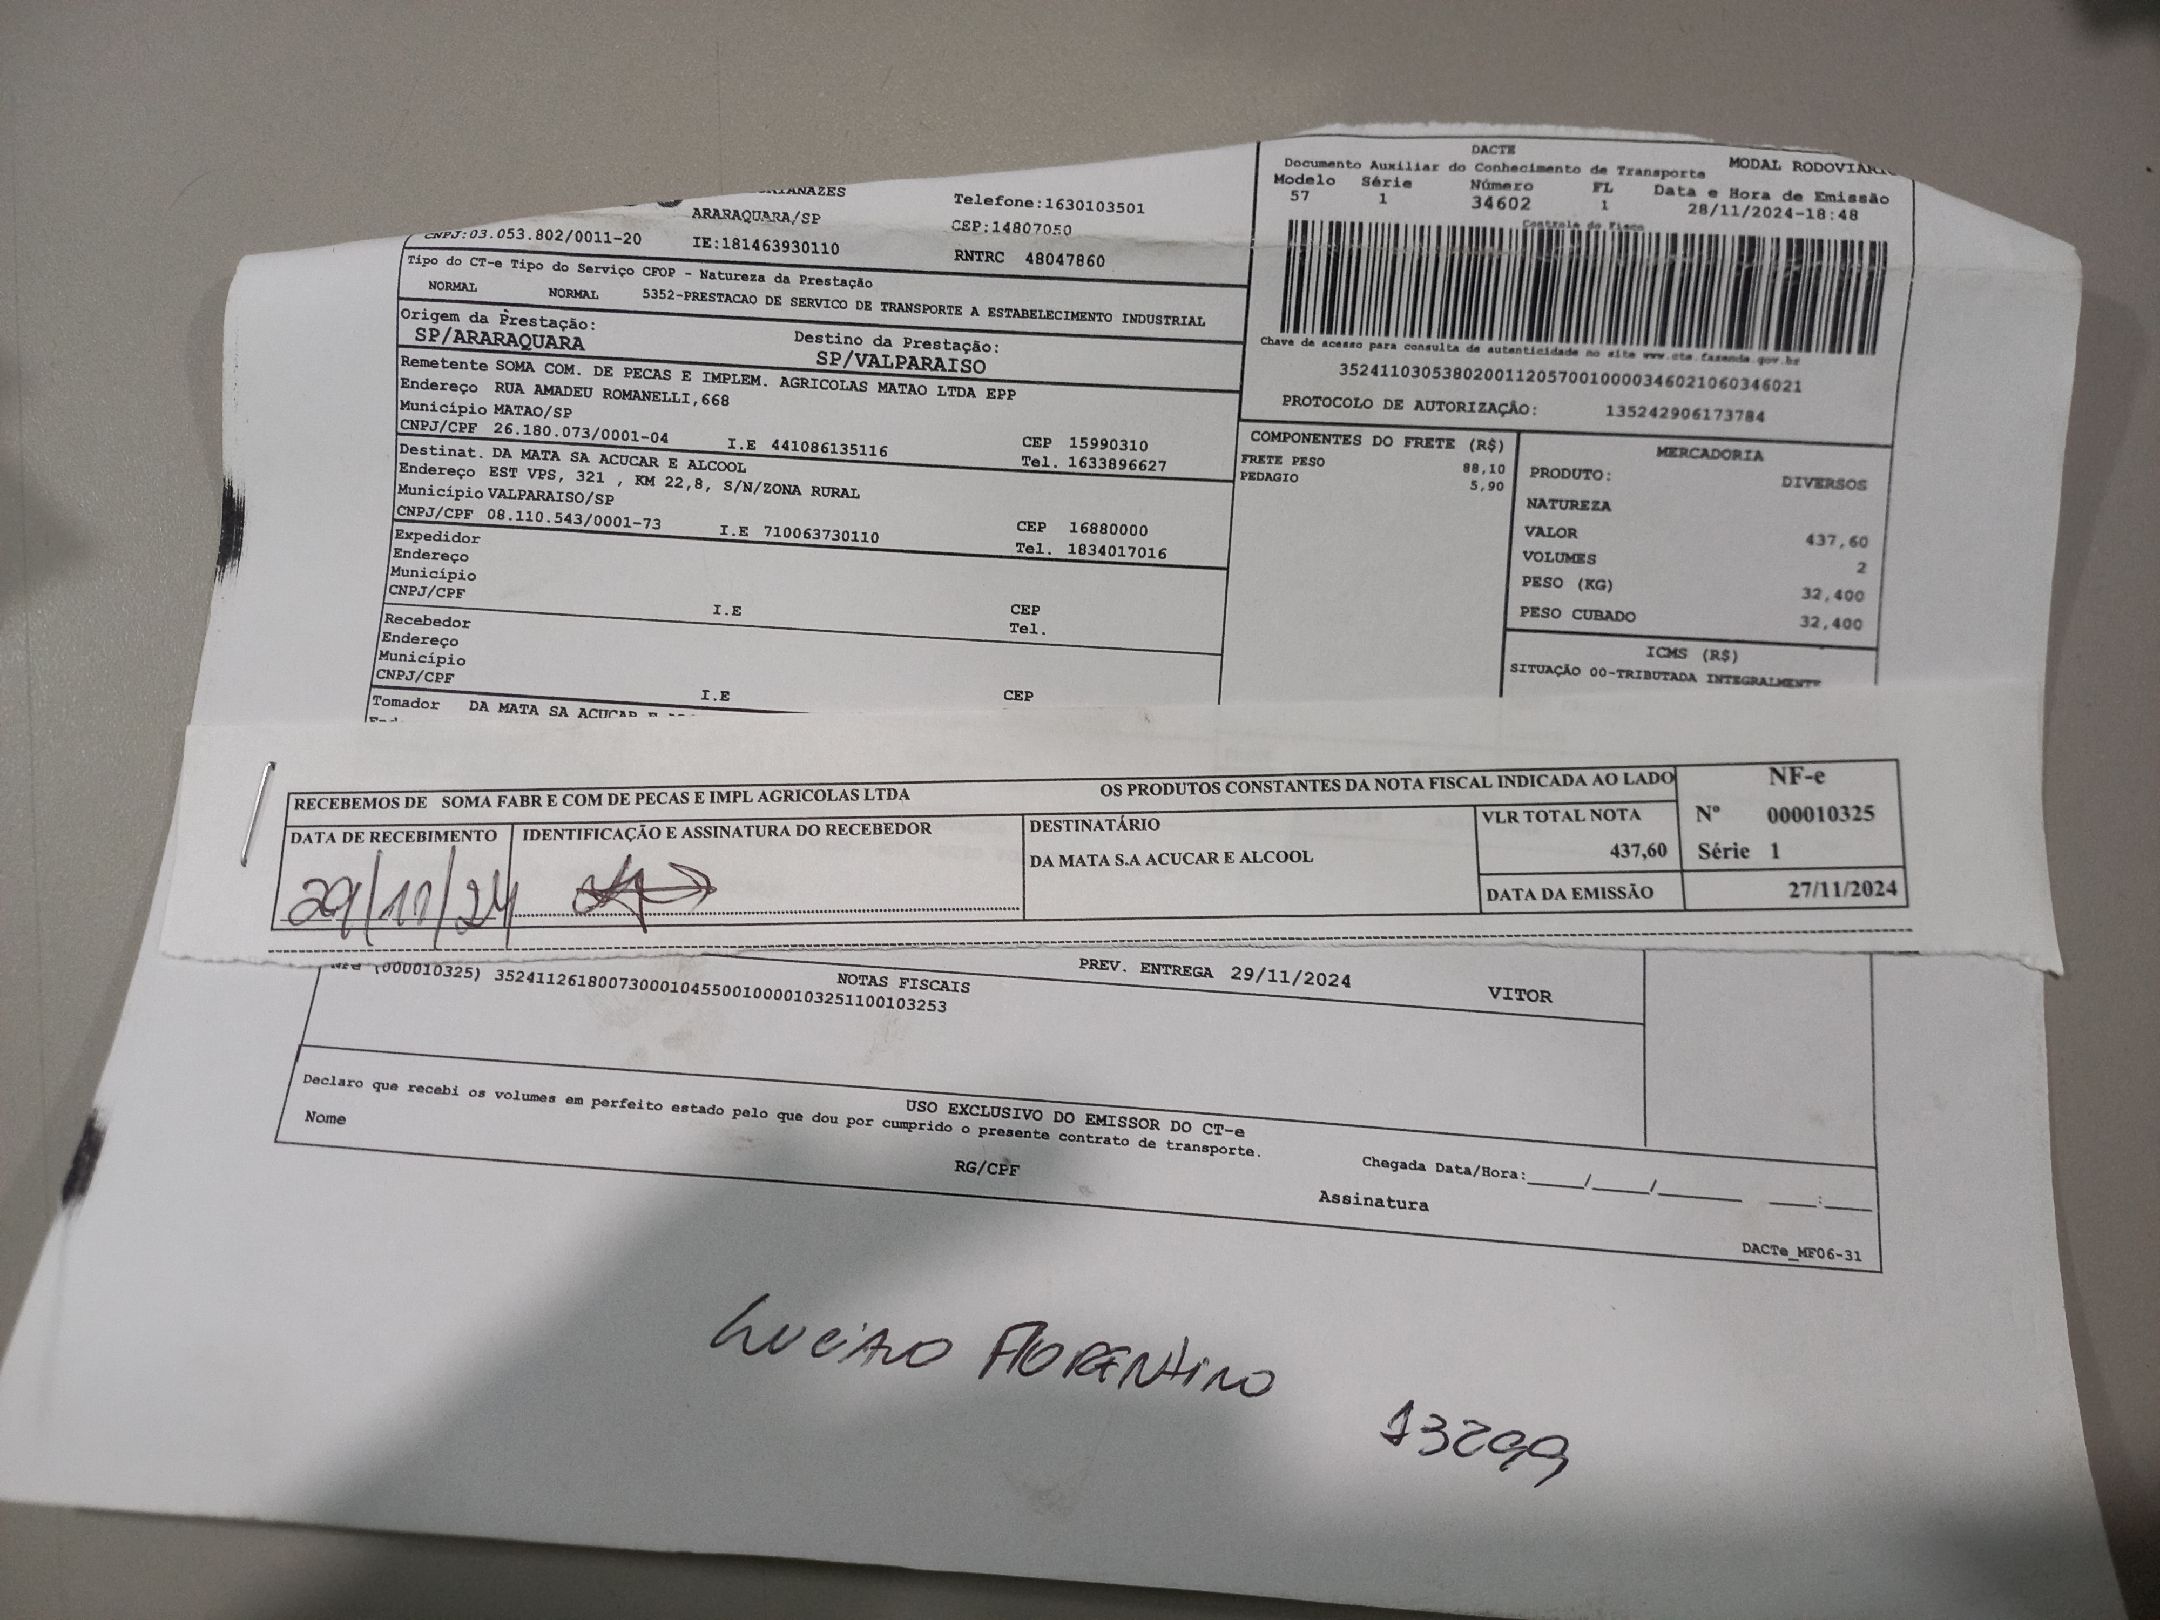 DACTE
Documento Auxiliar do Conhecimento de Transporte
MODAL
Modelo Série Número FL Data e Hora de Emissão
57 1 34602 1 28/11/2024-18:48
Controle do Fisco
Telefone:1630103501
ARARAQUARA/SP CEP:14807050
CNPJ:03.053.802/0011-20 IE:181463930110 RNTRC 48047860
Tipo do CT-e Tipo do Serviço CFOP - Natureza da Prestação
NORMAL NORMAL 5352-PRESTACAO DE SERVICO DE TRANSPORTE A ESTABELECIMENTO INDUSTRIAL
Origem da Prestação: Destino da Prestação:
SP/ARARAQUARA SP/VALPARAISO
Chave de acesso para consulta de autenticidade no site www.cte.fazenda.gov.br
35241103053802001120570010000346021060346021
PROTOCOLO DE AUTORIZAÇÃO: 135242906173784
Remetente SOMA COM. DE PECAS E IMPLEM. AGRICOLAS MATAO LTDA EPP
Endereço RUA AMADEU ROMANELLI,668
Município MATAO/SP CEP 15990310
CNPJ/CPF 26.180.073/0001-04 I.E 441086135116 Tel. 1633896627
Destinat. DA MATA SA ACUCAR E ALCOOL
Endereço EST VPS, 321 , KM 22,8, S/N/ZONA RURAL
Município VALPARAISO/SP CEP 16880000
CNPJ/CPF 08.110.543/0001-73 I.E 710063730110 Tel. 1834017016
Expedidor
Endereço
Município CEP
CNPJ/CPF I.E Tel.
Recebedor
Endereço
Município CEP
CNPJ/CPF I.E
Tomador DA MATA SA ACUCAR E
COMPONENTES DO FRETE (R$)
FRETE PESO 88,10
PEDAGIO 5,90
MERCADORIA
PRODUTO: DIVERSOS
NATUREZA
VALOR 437,60
VOLUMES 2
PESO (KG) 32,400
PESO CUBADO 32,400
ICMS (R$)
SITUAÇÃO 00-TRIBUTADA INTEGRALMENTE
RECEBEMOS DE SOMA FABR E COM DE PECAS E IMPL AGRICOLAS LTDA OS PRODUTOS CONSTANTES DA NOTA FISCAL INDICADA AO LADO
NF-e
Nº 000010325
Série 1
DATA DE RECEBIMENTO IDENTIFICAÇÃO E ASSINATURA DO RECEBEDOR
29/11/24
DESTINATÁRIO
DA MATA S.A ACUCAR E ALCOOL
VLR TOTAL NOTA
437,60
DATA DA EMISSÃO 27/11/2024
PREV. ENTREGA 29/11/2024 VITOR
NOTAS FISCAIS
(000010325) 35241126180073000104550010000103251100103253
USO EXCLUSIVO DO EMISSOR DO CT-e
Declaro que recebi os volumes em perfeito estado pelo que dou por cumprido o presente contrato de transporte.
Nome RG/CPF Assinatura
Chegada Data/Hora:____/____/______ ____:____
DACTe_MF06-31
Luciano Florentino
13299